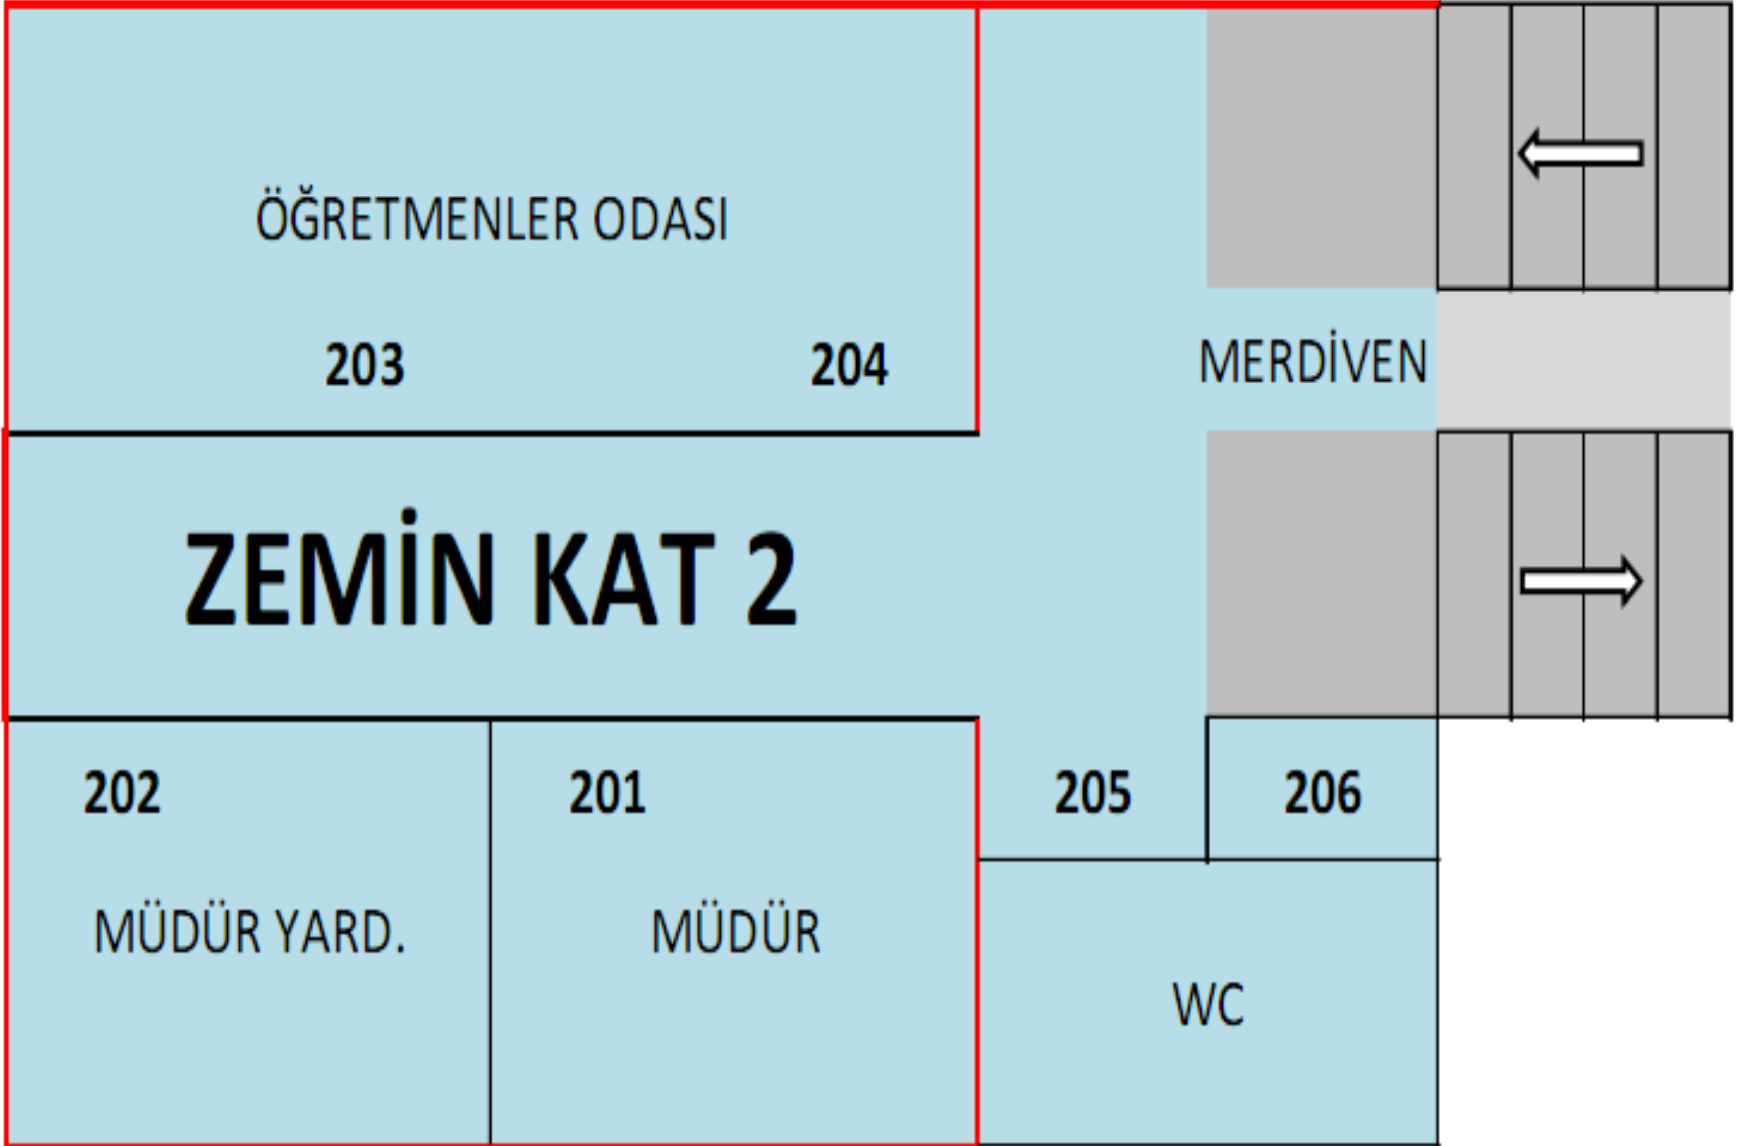 ÖĞRETMENLER ODASI
203 204
MERDİVEN
ZEMİN KAT 2
202 201 205 206
MÜDÜR YARD. MÜDÜR
WC